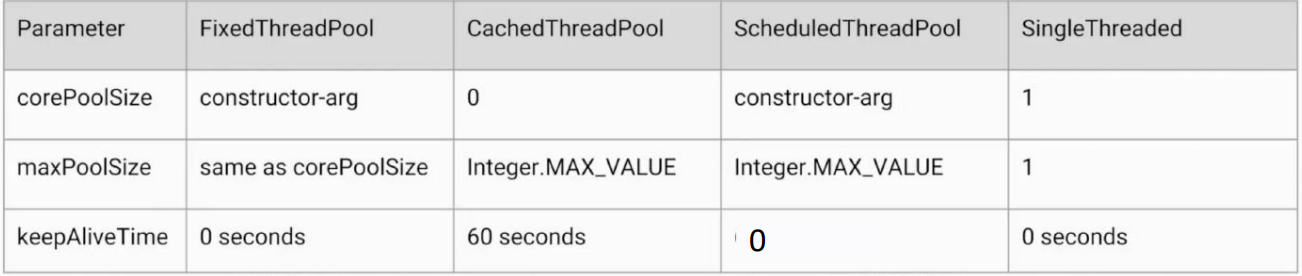 Parameter FixedThreadPool CachedThreadPool ScheduledThreadPool SingleThreaded
corePoolSize constructor-arg 0 constructor-arg 1
maxPoolSize same as corePoolSize Integer.MAX_VALUE Integer.MAX_VALUE 1
keepAliveTime 0 seconds 60 seconds 0 0 seconds